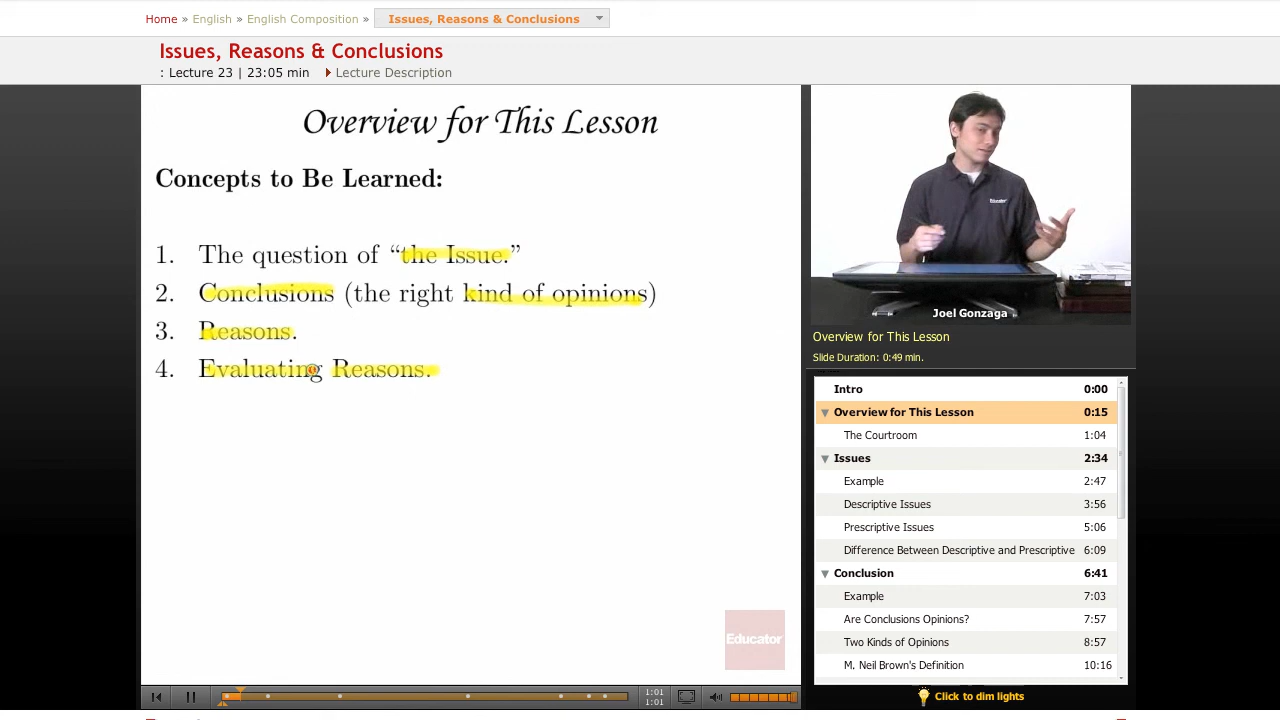 Home » English » English Composition » Issues, Reasons & Conclusions
Issues, Reasons & Conclusions
: Lecture 23 | 23:05 min Lecture Description
Overview for This Lesson
Concepts to Be Learned:
1. The question of “the Issue.”
2. Conclusions (the right kind of opinions)
3. Reasons.
4. Evaluating Reasons.
Educator
Educator
Joel Gonzaga
Overview for This Lesson
Slide Duration: 0:49 min.
Intro 0:00
Overview for This Lesson 0:15
The Courtroom 1:04
Issues 2:34
Example 2:47
Descriptive Issues 3:56
Prescriptive Issues 5:06
Difference Between Descriptive and Prescriptive 6:09
Conclusion 6:41
Example 7:03
Are Conclusions Opinions? 7:57
Two Kinds of Opinions 8:57
M. Neil Brown's Definition 10:16
1:01
1:01
Click to dim lights